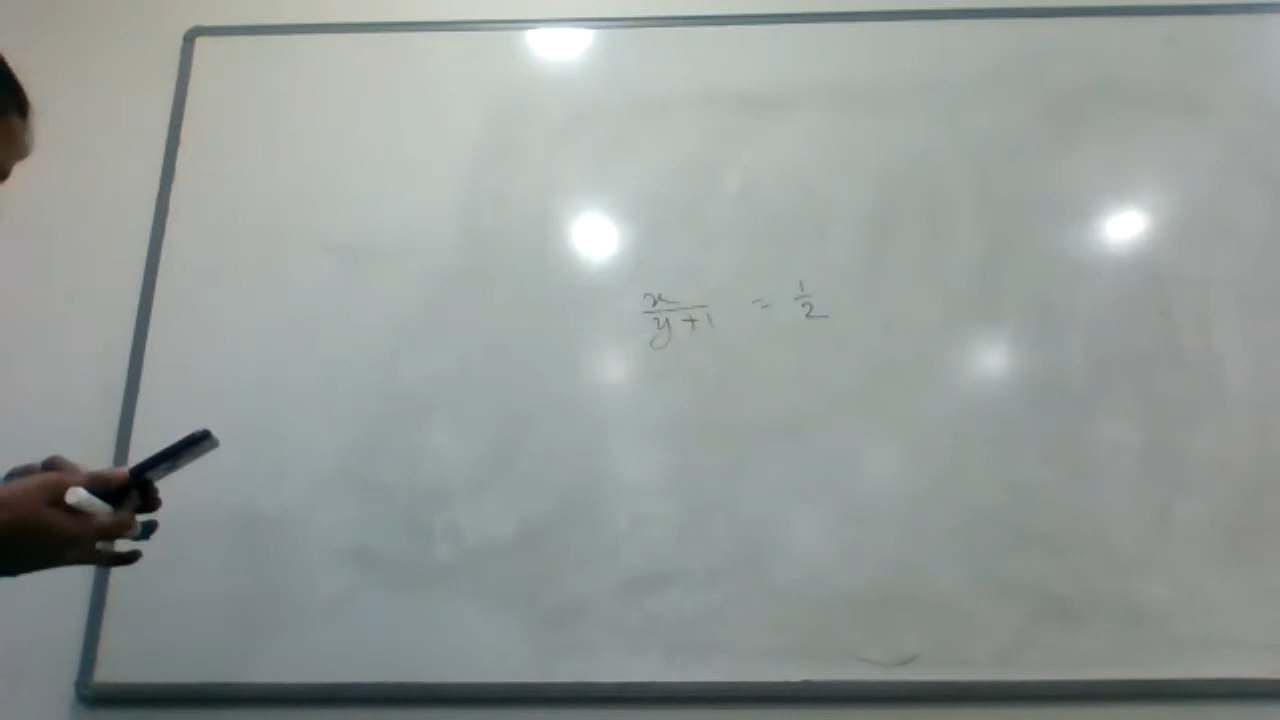 x/(y+1) = 1/2